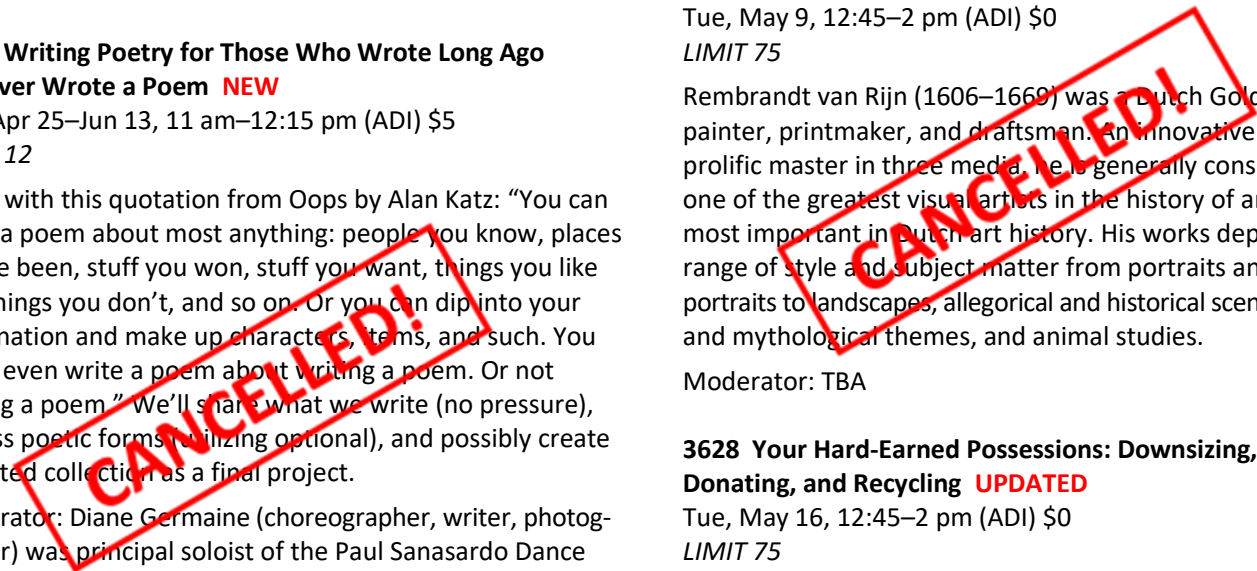 Writing Poetry for Those Who Wrote Long Ago
ver Wrote a Poem NEW
Apr 25–Jun 13, 11 am–12:15 pm (ADI) $5
12
with this quotation from Oops by Alan Katz: “You can
a poem about most anything: people you know, places
e been, stuff you won, stuff you want, things you like
hings you don’t, and so on. Or you can dip into your
nation and make up characters, items, and such. You
even write a poem about writing a poem. Or not
g a poem.” We’ll share what we write (no pressure),
ss poetic forms (utilizing optional), and possibly create
ted collection as a final project.
rator: Diane Germaine (choreographer, writer, photog-
r) was principal soloist of the Paul Sanasardo Dance
CANCELLED!
Tue, May 9, 12:45–2 pm (ADI) $0
LIMIT 75
Rembrandt van Rijn (1606–1669) was a Dutch Gold
painter, printmaker, and draftsman. An innovative
prolific master in three media, he is generally cons
one of the greatest visual artists in the history of a
most important in Dutch art history. His works dep
range of style and subject matter from portraits an
portraits to landscapes, allegorical and historical scen
and mythological themes, and animal studies.
CANCELLED!
Moderator: TBA
3628 Your Hard-Earned Possessions: Downsizing,
Donating, and Recycling UPDATED
Tue, May 16, 12:45–2 pm (ADI) $0
LIMIT 75